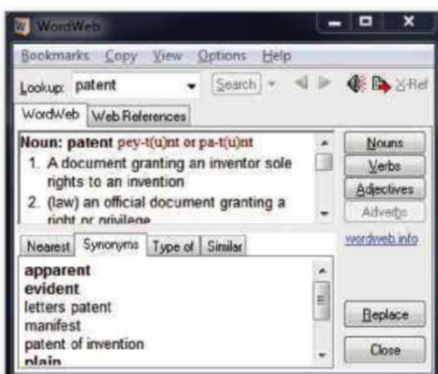 WordWeb
Bookmarks Copy View Options Help
Lookup: patent Search X-Ref
WordWeb Web References
Noun: patent pey-t(u)nt or pa-t(u)nt
1. A document granting an inventor sole
rights to an invention
2. (law) an official document granting a
right or privilege
Nouns
Verbs
Adjectives
Adverbs
wordweb.info
Nearest Synonyms Type of Similar
apparent
evident
letters patent
manifest
patent of invention
plain
Replace
Close